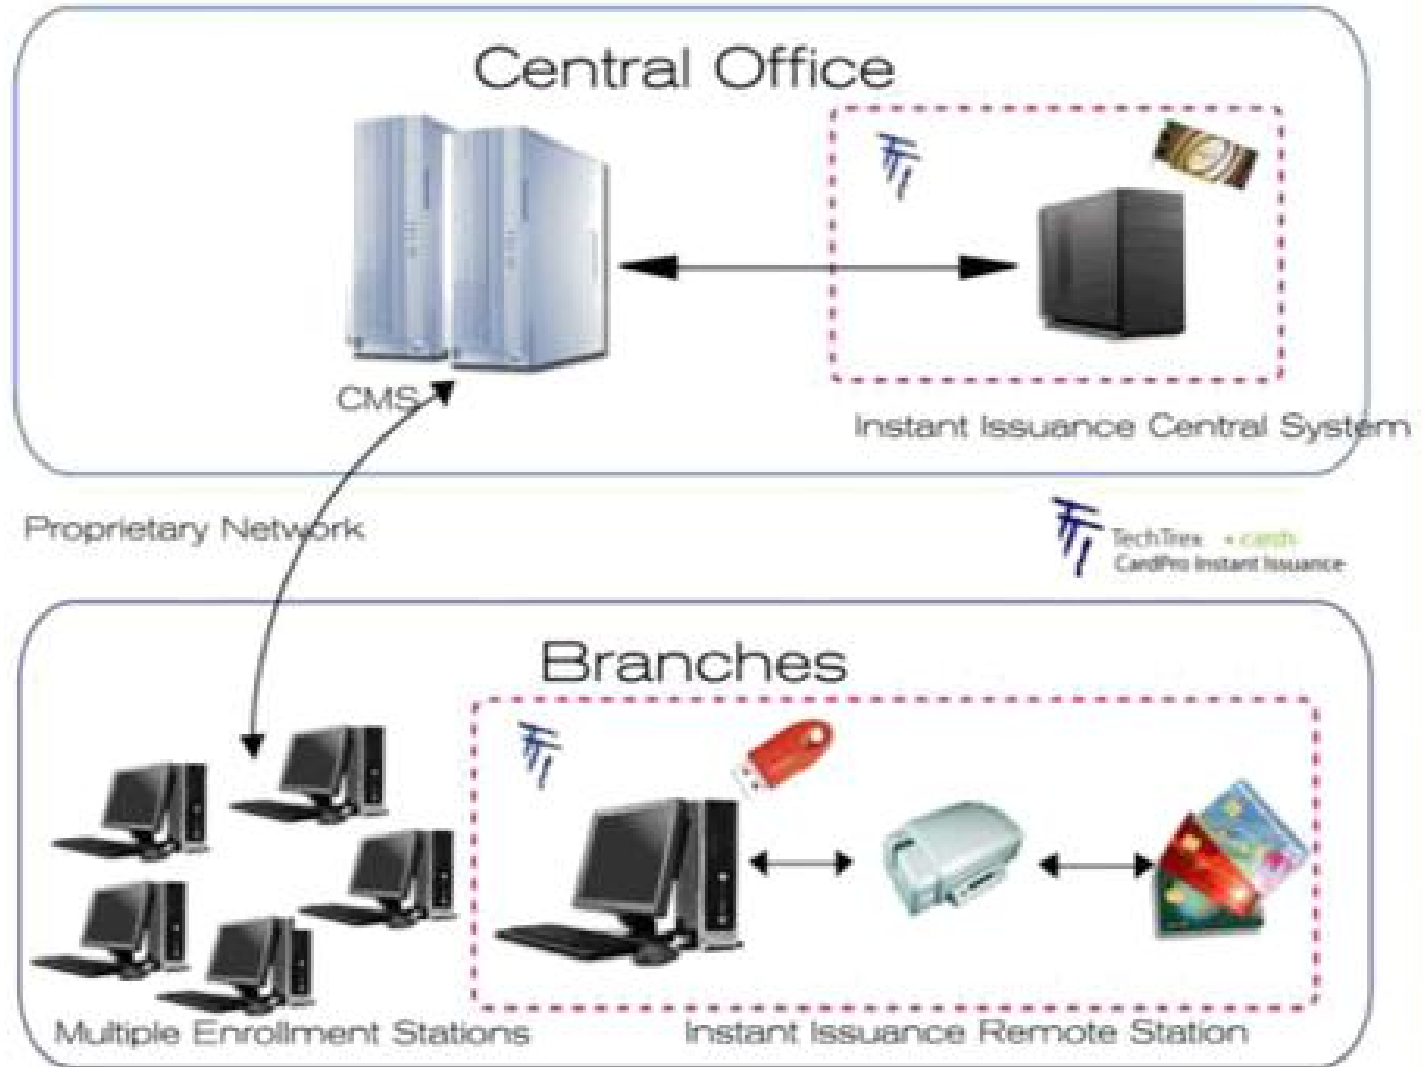 Central Office
CMS
Instant Issuance Central System
Proprietary Network
TechTrex • cards
CardPro Instant Issuance
Branches
Multiple Enrollment Stations
Instant Issuance Remote Station